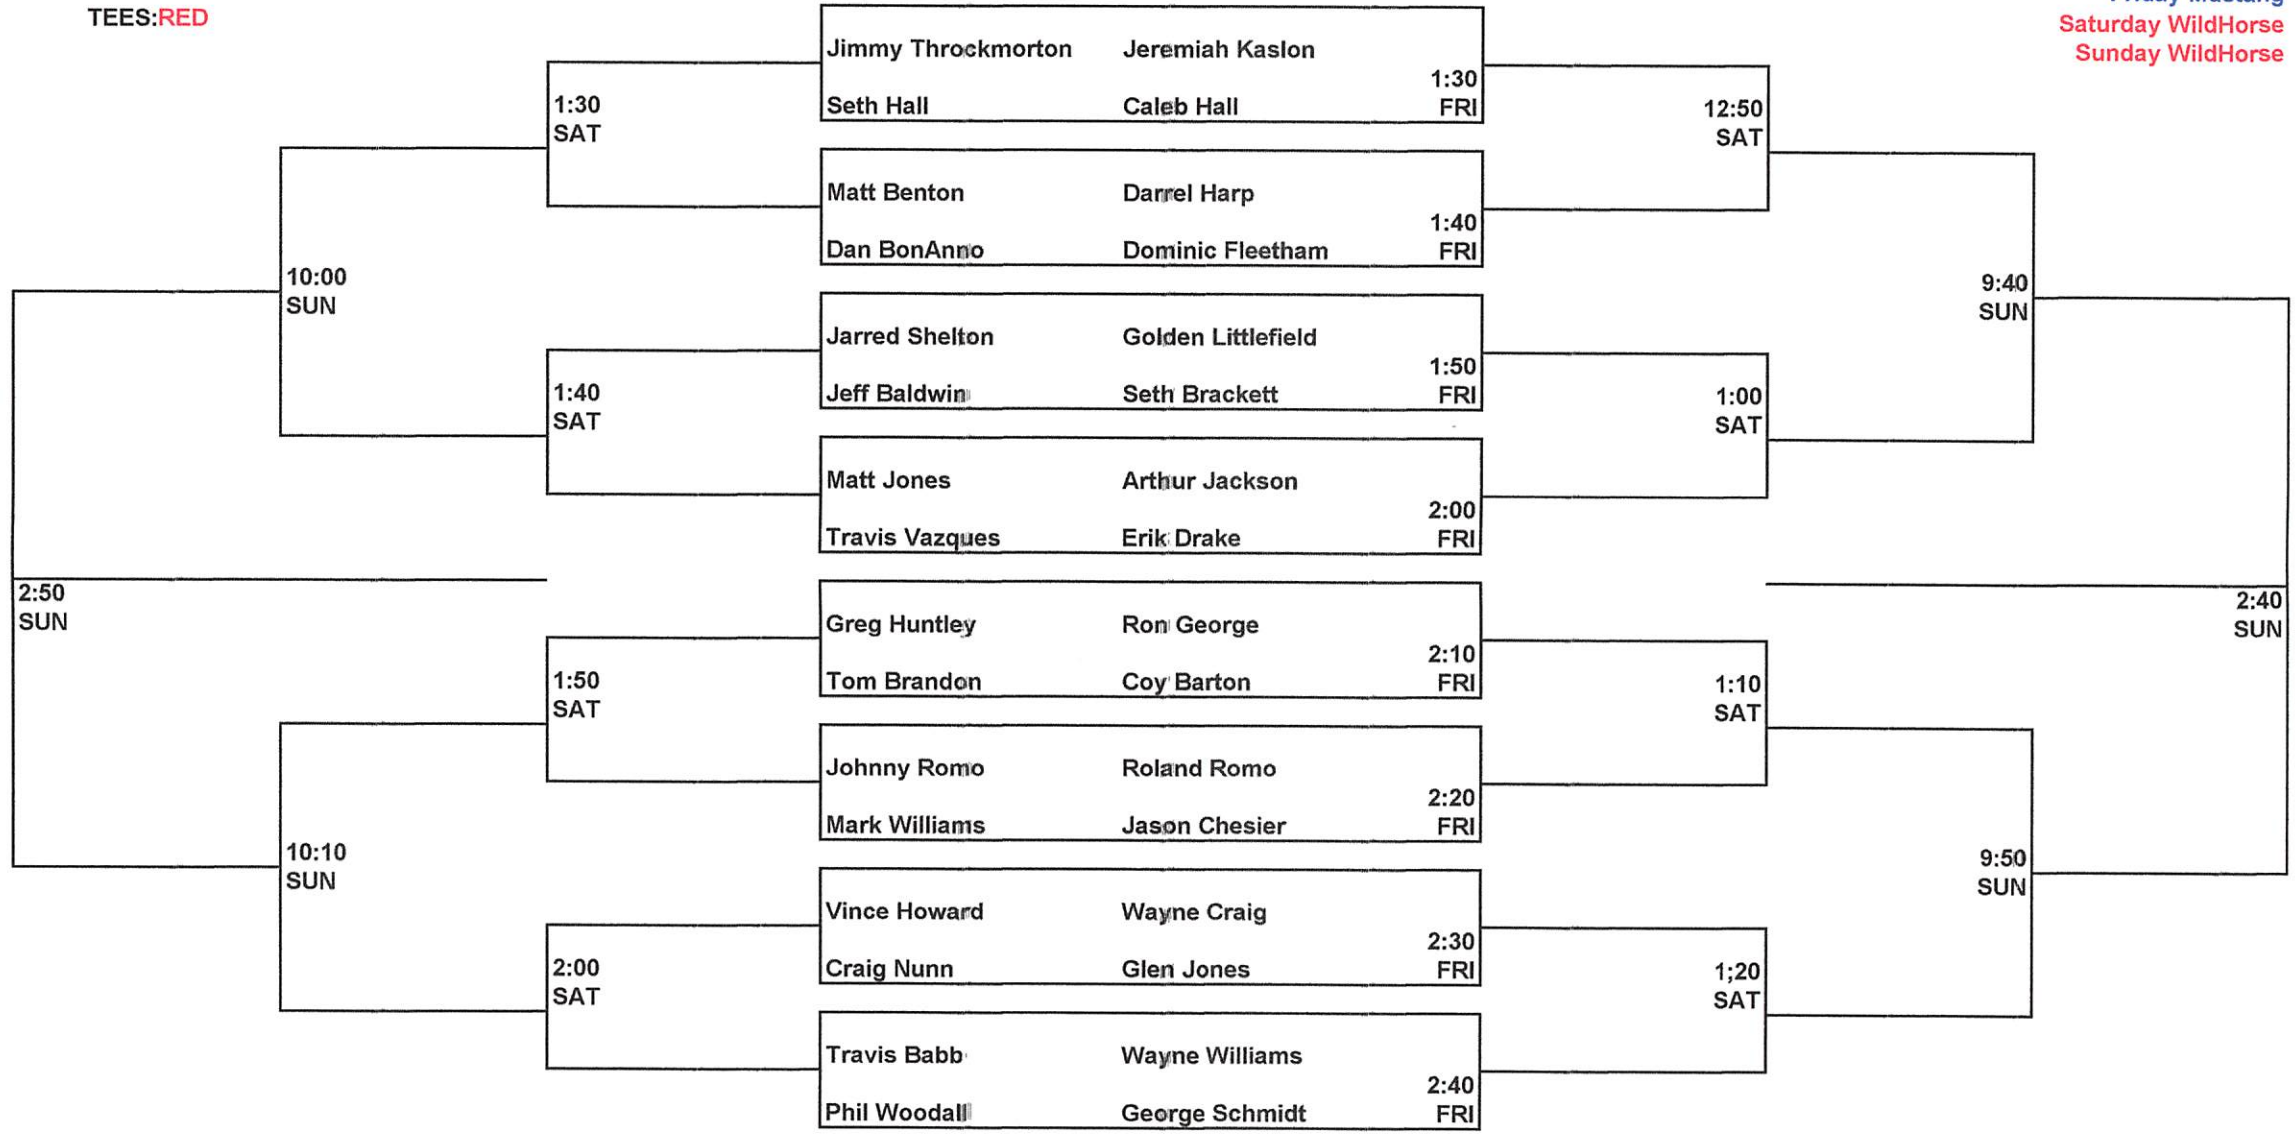 TEES:RED
Friday Mustang
Saturday WildHorse
Sunday WildHorse
Jimmy Throckmorton Jeremiah Kaslon
1:30
Seth Hall Caleb Hall FRI
1:30
SAT
12:50
SAT
Matt Benton Darrel Harp
1:40
Dan BonAnno Dominic Fleetham FRI
10:00
SUN
9:40
SUN
Jarred Shelton Golden Littlefield
1:50
Jeff Baldwin Seth Brackett FRI
1:40
SAT
1:00
SAT
Matt Jones Arthur Jackson
2:00
Travis Vazques Erik Drake FRI
2:50
SUN
2:40
SUN
Greg Huntley Ron George
2:10
Tom Brandon Coy Barton FRI
1:50
SAT
1:10
SAT
Johnny Romo Roland Romo
2:20
Mark Williams Jason Chesier FRI
10:10
SUN
9:50
SUN
Vince Howard Wayne Craig
2:30
Craig Nunn Glen Jones FRI
2:00
SAT
1;20
SAT
Travis Babb Wayne Williams
2:40
Phil Woodall George Schmidt FRI